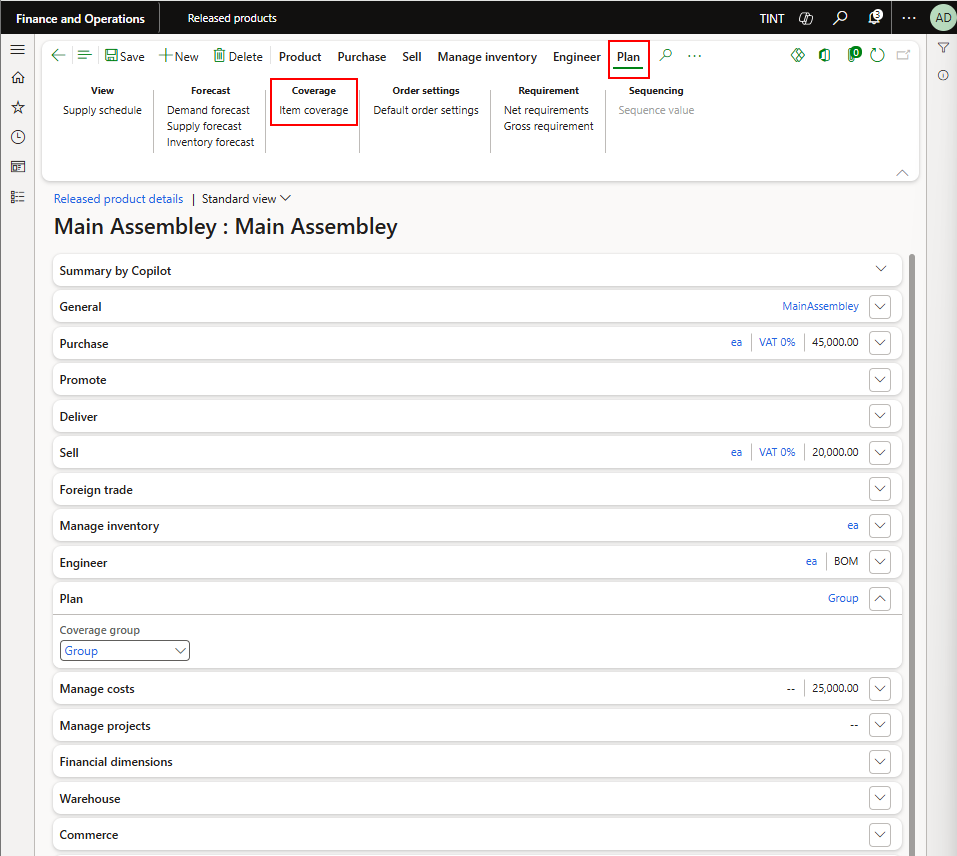 Finance and Operations
Released products
TINT
3
AD
Save
New
Delete
Product
Purchase
Sell
Manage inventory
Engineer
Plan
0
View
Supply schedule
Forecast
Demand forecast
Supply forecast
Inventory forecast
Coverage
Item coverage
Order settings
Default order settings
Requirement
Net requirements
Gross requirement
Sequencing
Sequence value
Released product details | Standard view
Main Assembley : Main Assembley
Summary by Copilot
General MainAssembley
Purchase ea VAT 0% 45,000.00
Promote
Deliver
Sell ea VAT 0% 20,000.00
Foreign trade
Manage inventory ea
Engineer ea BOM
Plan Group
Coverage group
Group
Manage costs -- 25,000.00
Manage projects --
Financial dimensions
Warehouse
Commerce